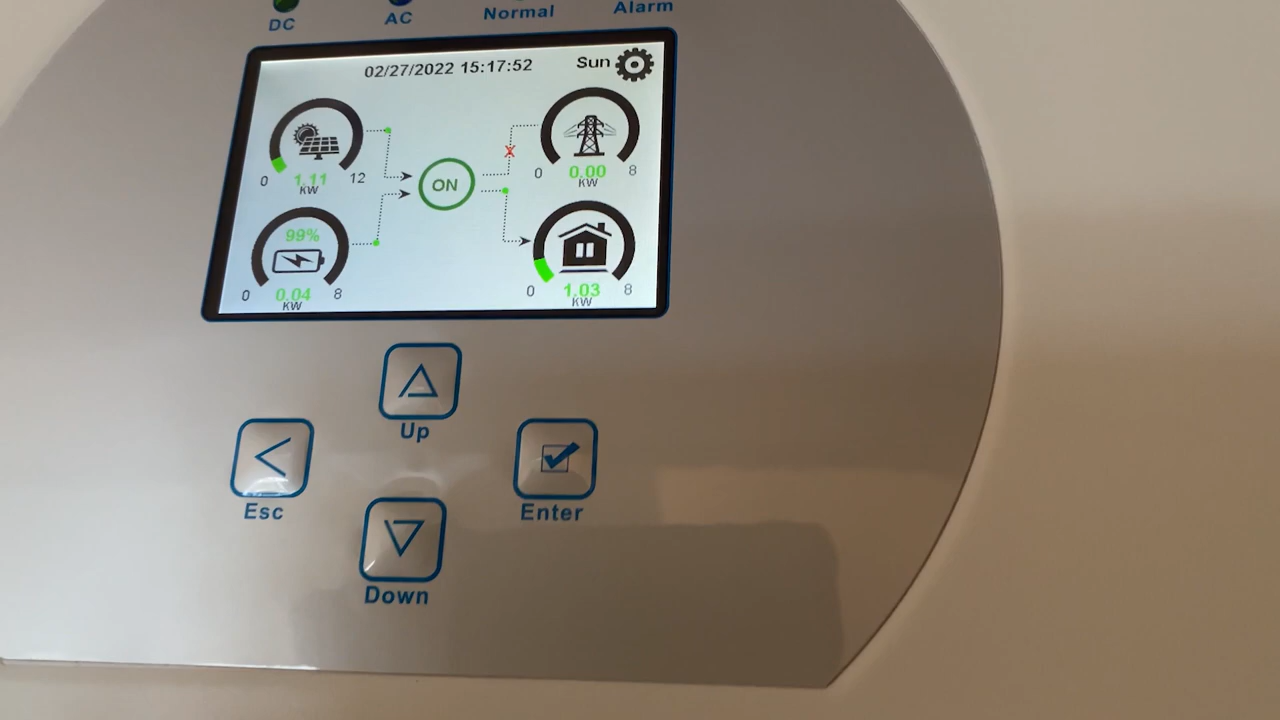 DC AC Normal Alarm
02/27/2022 15:17:52 Sun
0 1.11 12
KW
0 0.00 8
KW
ON
99%
0 0.04 8
KW
0 1.03 8
KW
Up
Esc
Enter
Down